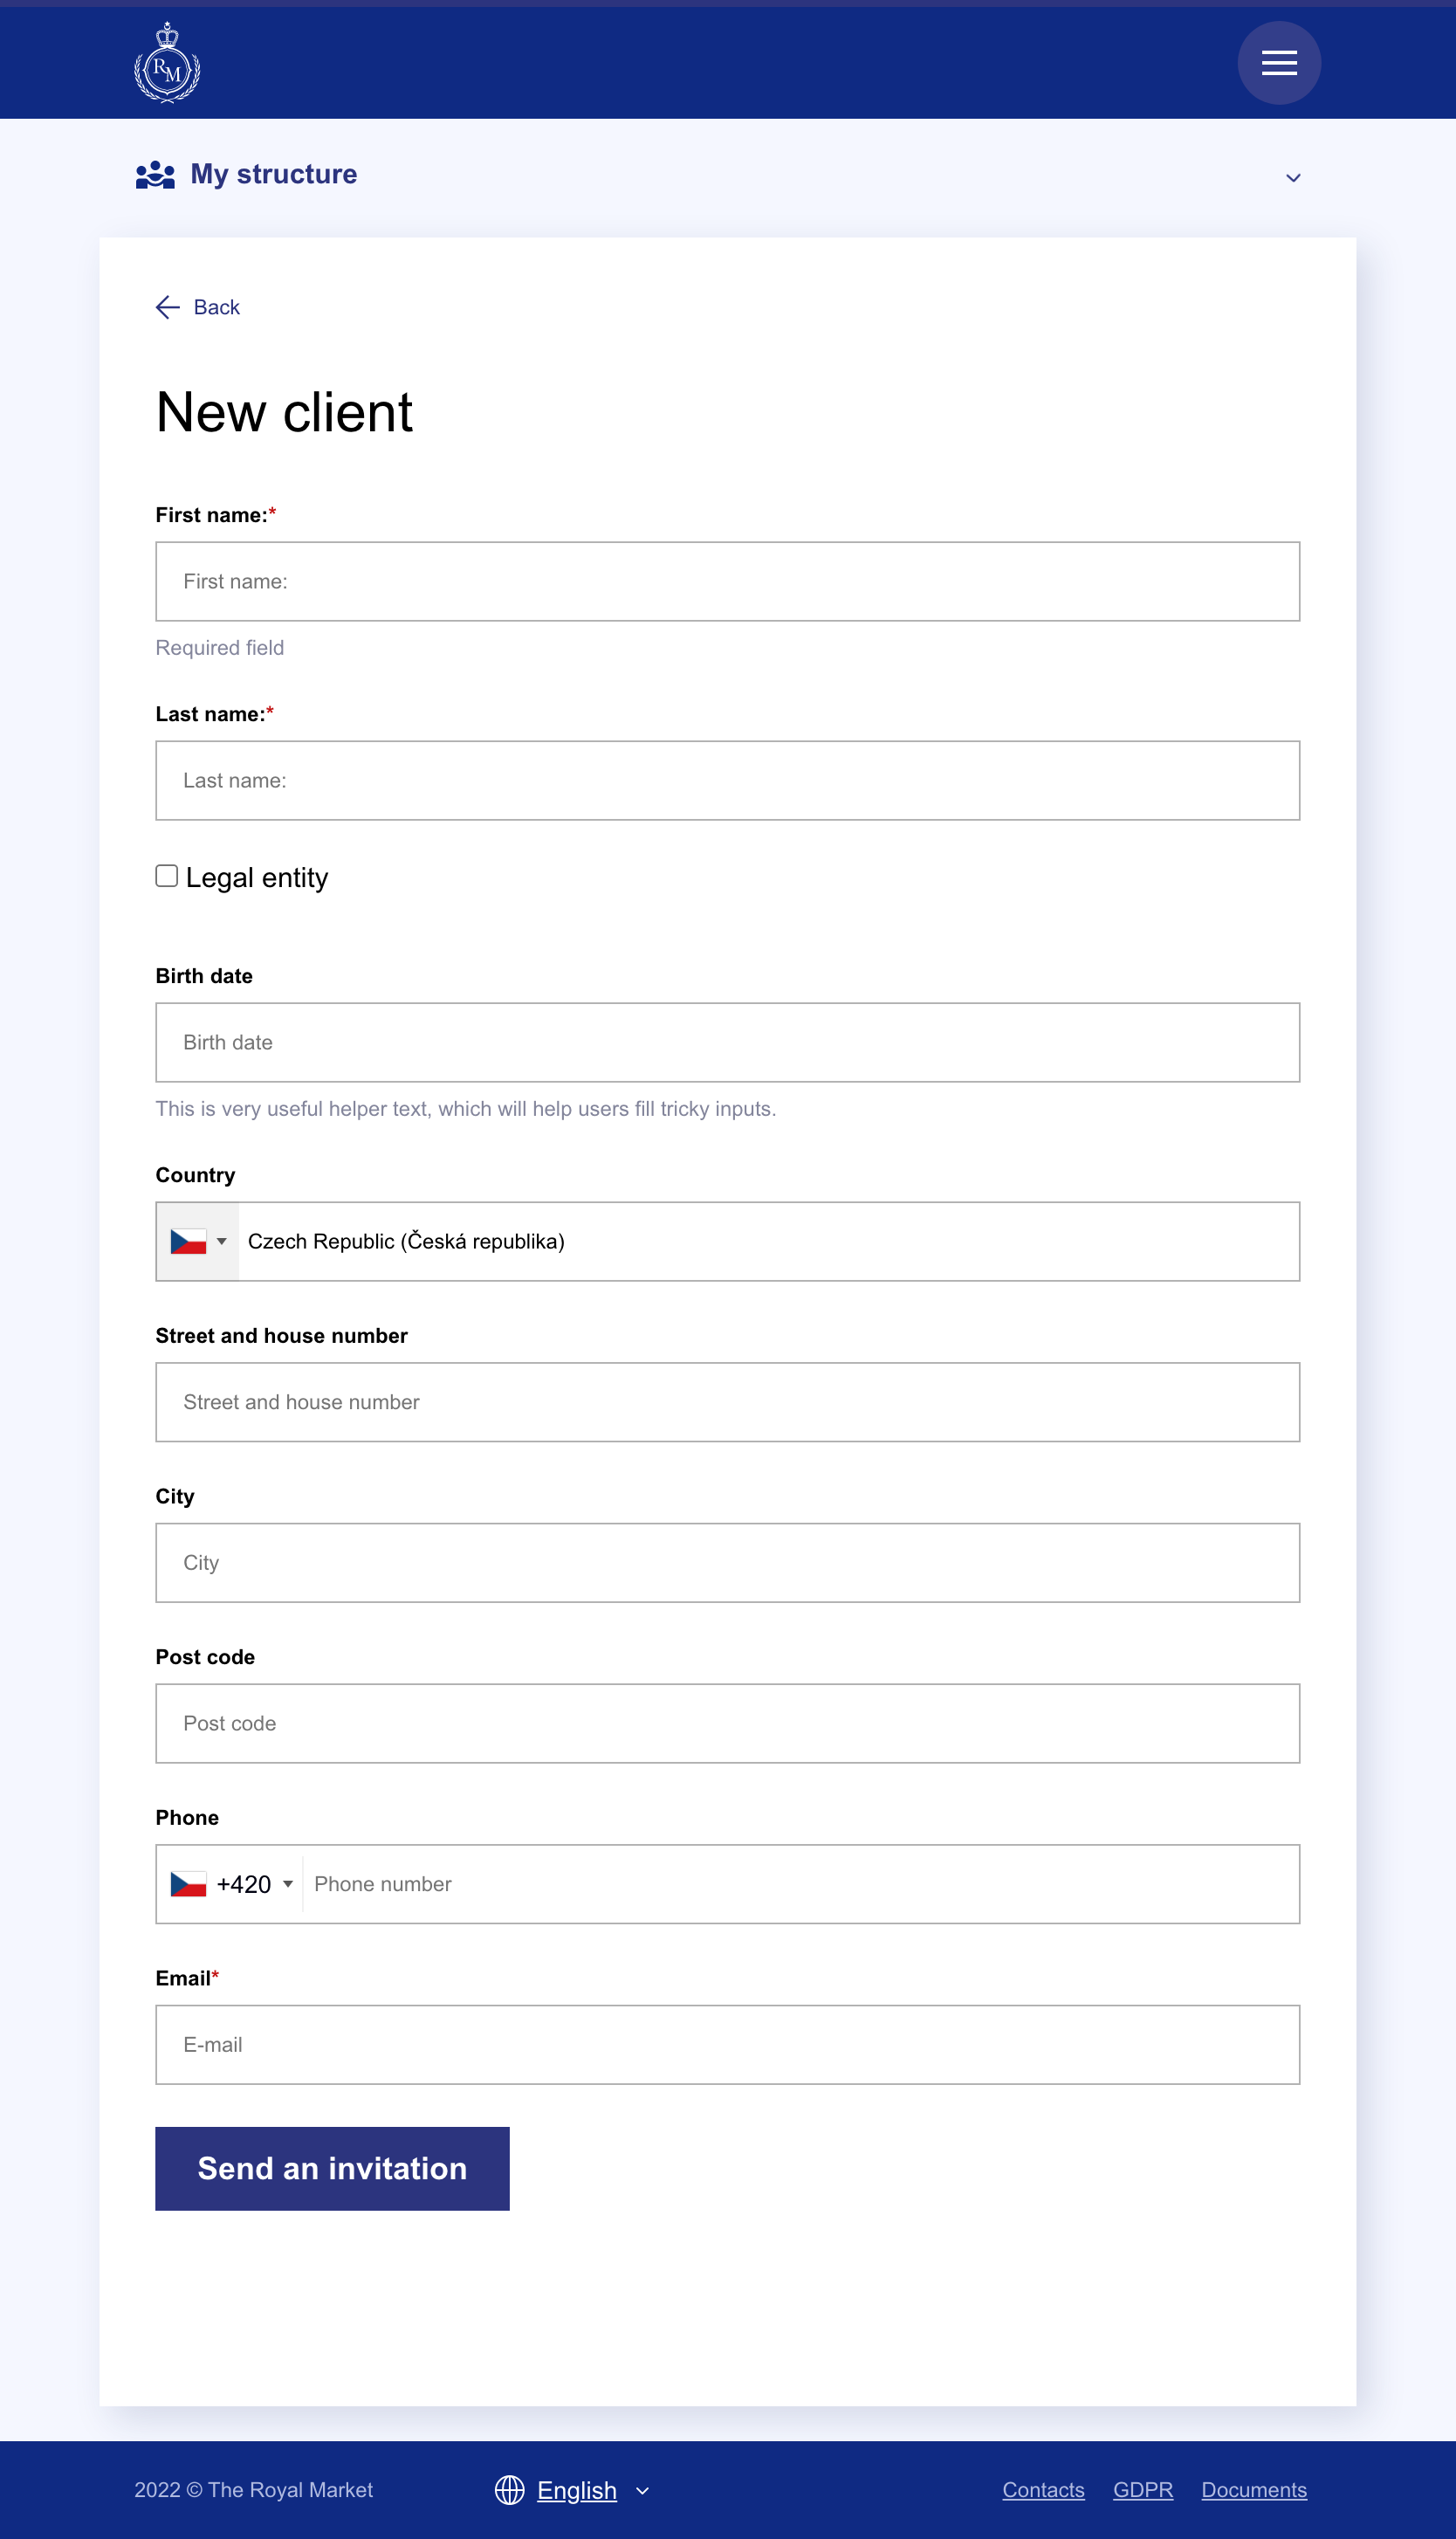 RM
My structure
Back
New client
First name:*
First name:
Required field
Last name:*
Last name:
Legal entity
Birth date
Birth date
This is very useful helper text, which will help users fill tricky inputs.
Country
Czech Republic (Česká republika)
Street and house number
Street and house number
City
City
Post code
Post code
Phone
+420 Phone number
Email*
E-mail
Send an invitation
2022 © The Royal Market English Contacts GDPR Documents